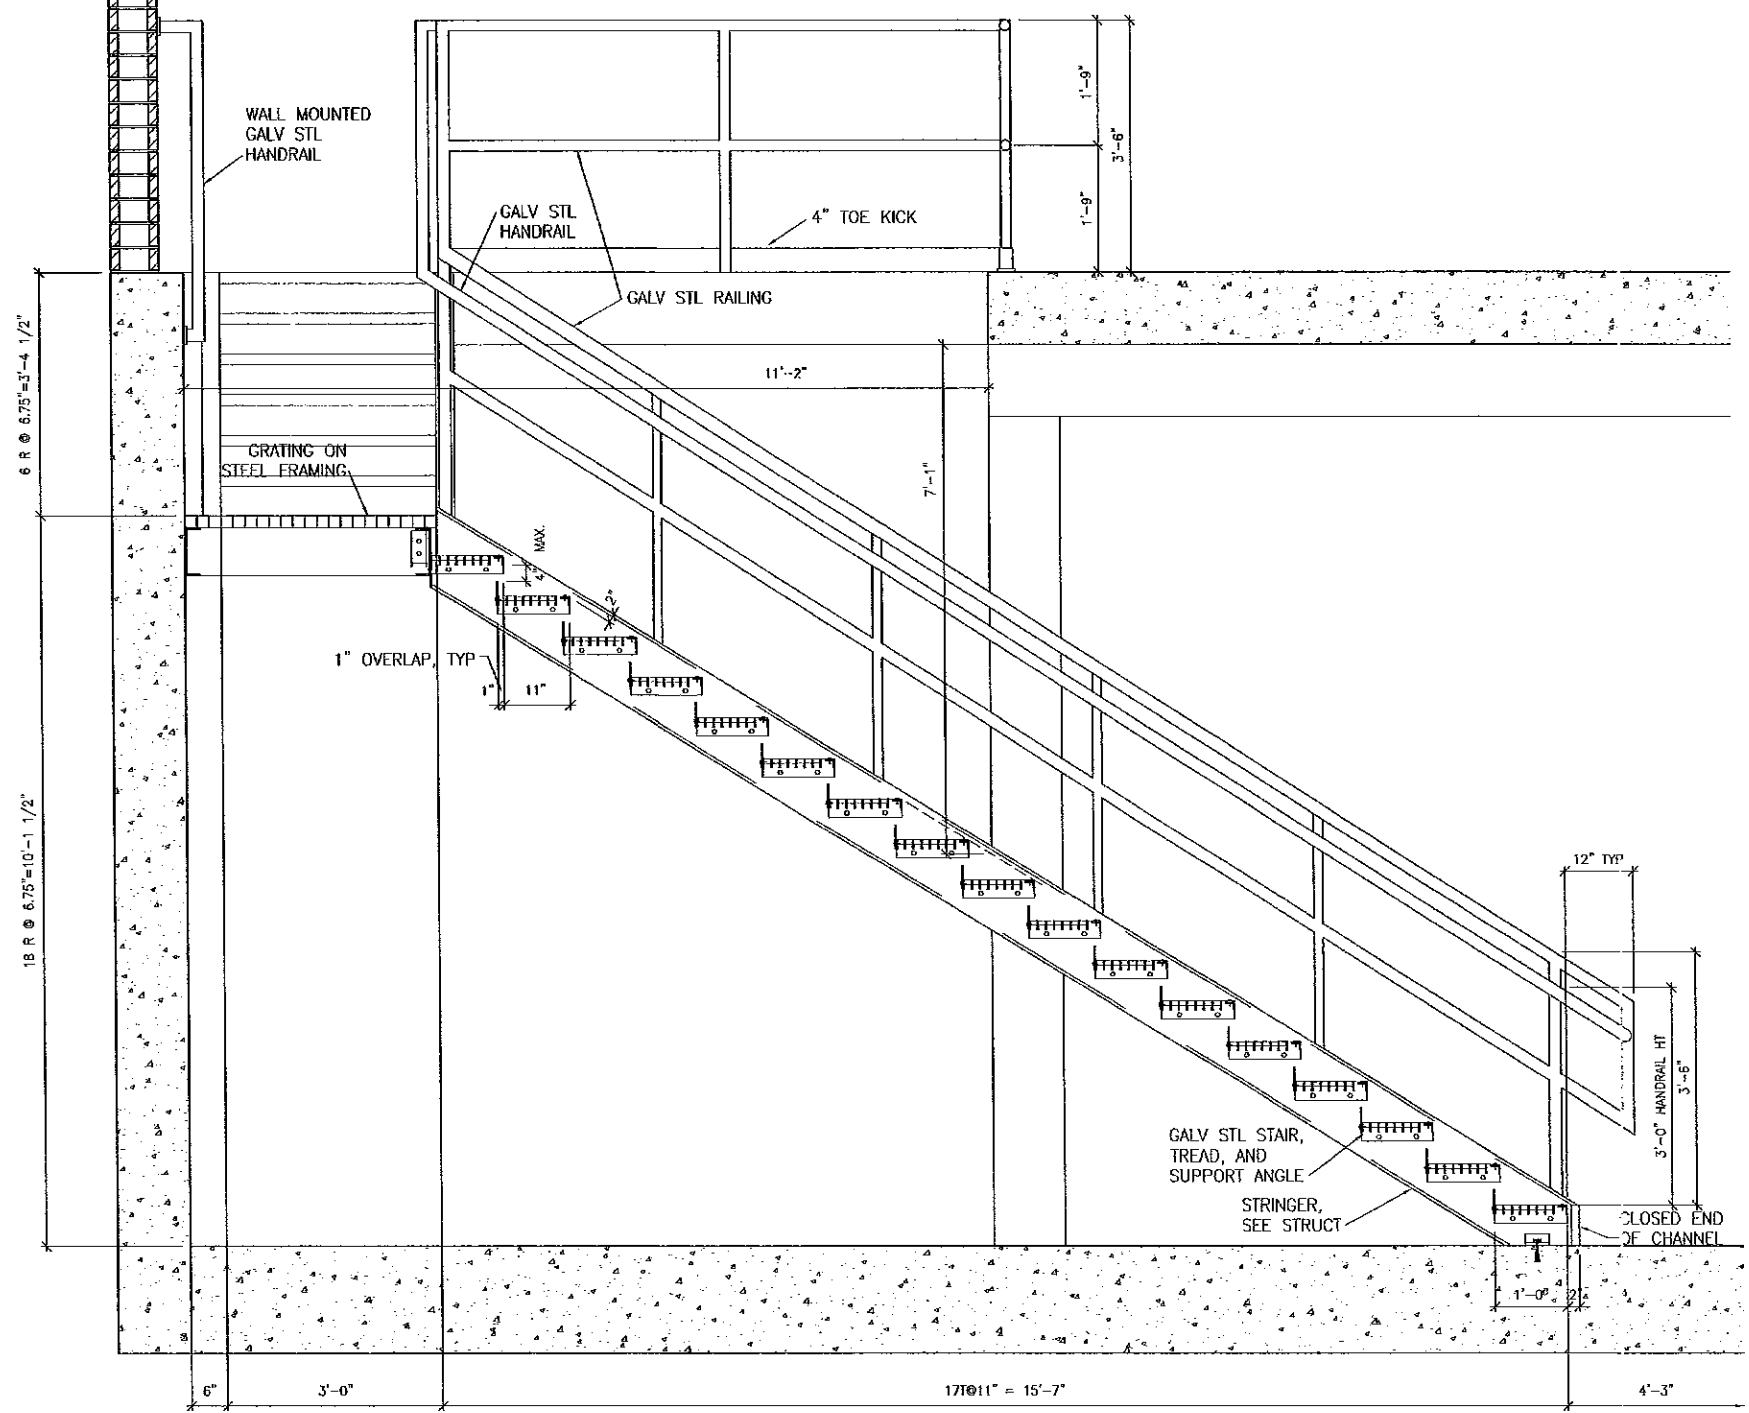 WALL MOUNTED
GALV STL
HANDRAIL
1'-9"
3'-6"
1'-9"
GALV STL
HANDRAIL
4" TOE KICK
GALV STL RAILING
6 R @ 6.75"=3'-4 1/2"
11'-2"
7'-1"
GRATING ON
STEEL FRAMING
4" MAX.
2"
1" OVERLAP, TYP
1"
11"
18 R @ 6.75"=10'-1 1/2"
12" TYP
3'-0" HANDRAIL HT
3'-6"
GALV STL STAIR,
TREAD, AND
SUPPORT ANGLE
STRINGER,
SEE STRUCT
CLOSED END
OF CHANNEL
1'-0"
2"
6"
3'-0"
17T@11" = 15'-7"
4'-3"